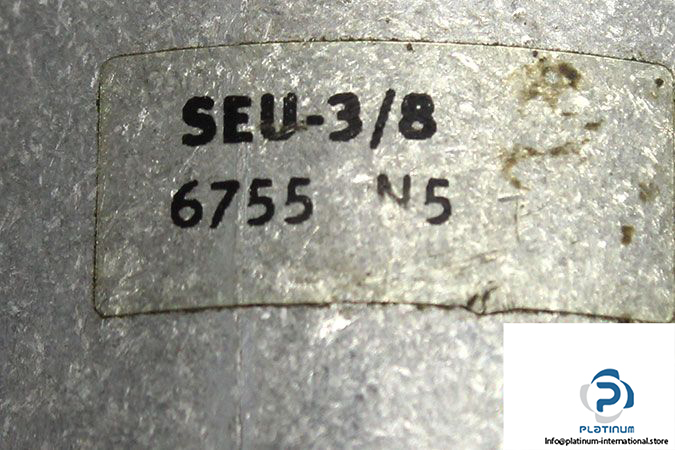 SEU-3/8
6755 N5
PLATINUM
Info@platinum-international.store